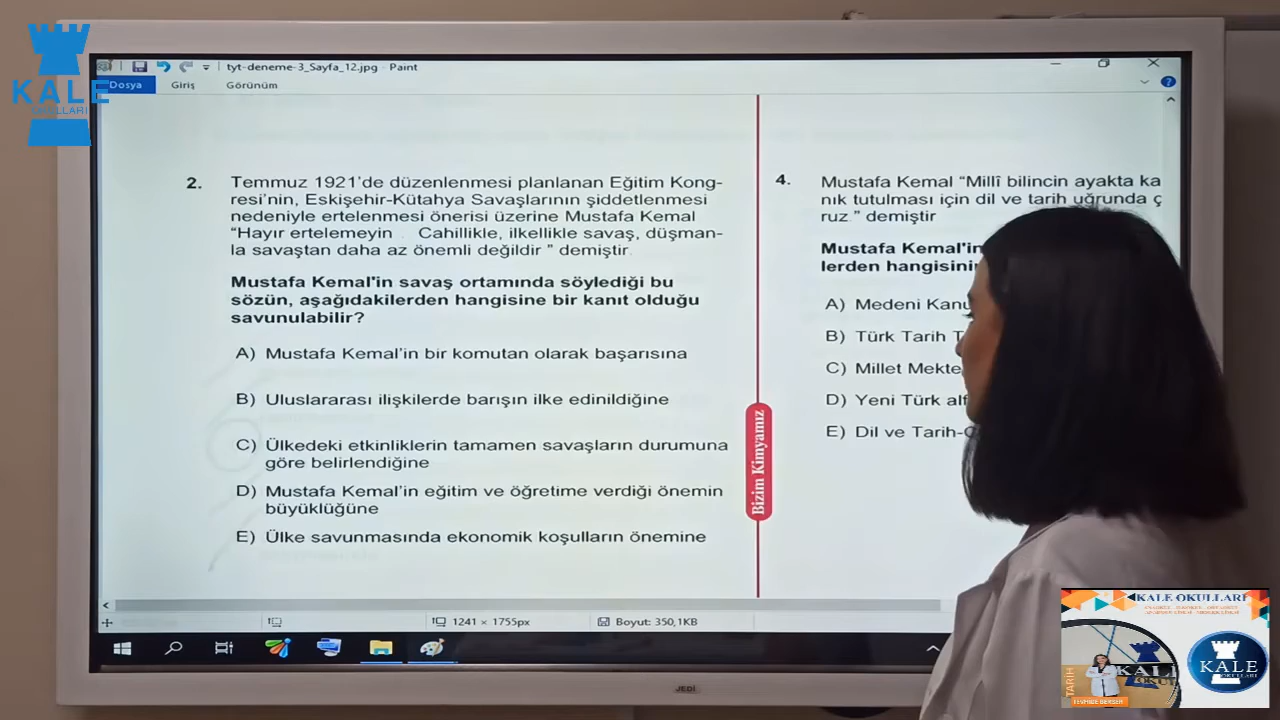 KALE
OKULLARI
tyt-deneme-3_Sayfa_12.jpg - Paint
Dosya Giriş Görünüm
2. Temmuz 1921'de düzenlenmesi planlanan Eğitim Kong-
resi'nin, Eskişehir-Kütahya Savaşlarının şiddetlenmesi
nedeniyle ertelenmesi önerisi üzerine Mustafa Kemal
“Hayır ertelemeyin . Cahillikle, ilkellikle savaş, düşman-
la savaştan daha az önemli değildir ” demiştir.
Mustafa Kemal'in savaş ortamında söylediği bu
sözün, aşağıdakilerden hangisine bir kanıt olduğu
savunulabilir?
A) Mustafa Kemal'in bir komutan olarak başarısına
B) Uluslararası ilişkilerde barışın ilke edinildiğine
C) Ülkedeki etkinliklerin tamamen savaşların durumuna
göre belirlendiğine
D) Mustafa Kemal'in eğitim ve öğretime verdiği önemin
büyüklüğüne
E) Ülke savunmasında ekonomik koşulların önemine
Bizim Kimyamız
4. Mustafa Kemal “Millî bilincin ayakta ka
nık tutulması için dil ve tarih uğrunda ç
ruz.” demiştir
Mustafa Kemal'in
lerden hangisini
A) Medeni Kanu
B) Türk Tarih T
C) Millet Mekte
D) Yeni Türk alf
E) Dil ve Tarih-C
1241 × 1755px
Boyut: 350,1KB
JEDİ
KALE OKULLARI
KALE
OKUL
TARİH
TEVHİDE BERBER
KALE
OKULLARI